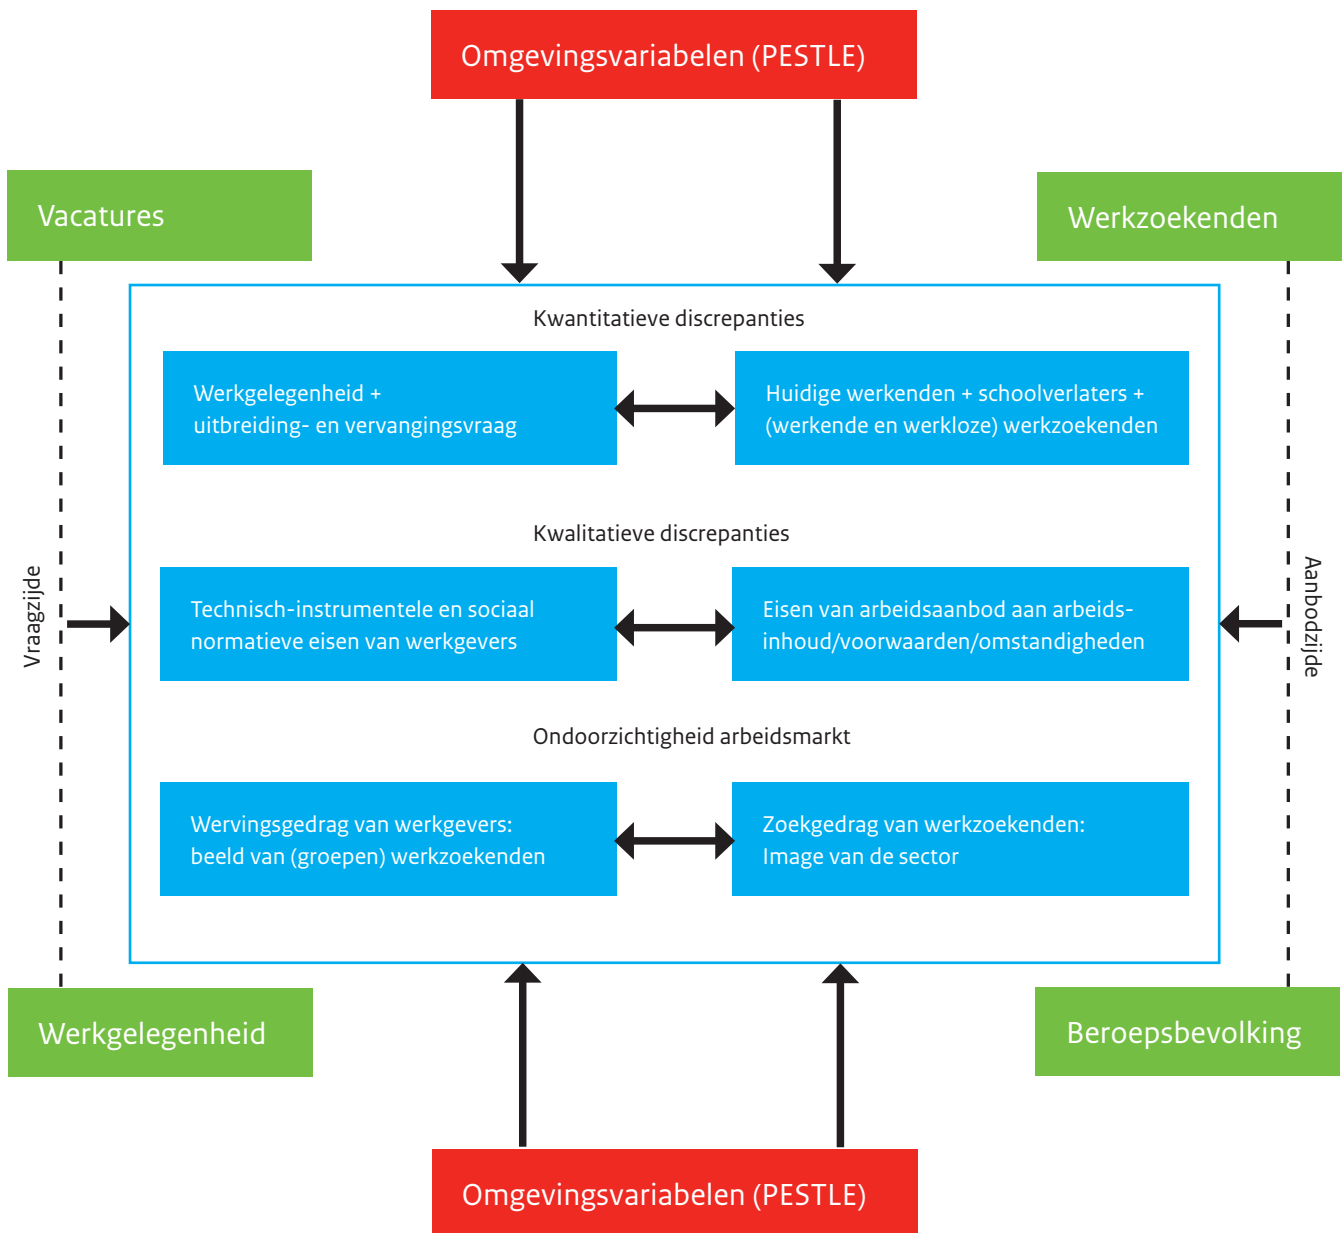 Omgevingsvariabelen (PESTLE)
Vacatures
Werkzoekenden
Kwantitatieve discrepanties
Werkgelegenheid +
uitbreiding- en vervangingsvraag
Huidige werkenden + schoolverlaters +
(werkende en werkloze) werkzoekenden
Kwalitatieve discrepanties
Vraagzijde
Technisch-instrumentele en sociaal
normatieve eisen van werkgevers
Eisen van arbeidsaanbod aan arbeids-
inhoud/voorwaarden/omstandigheden
Aanbodzijde
Ondoorzichtigheid arbeidsmarkt
Wervingsgedrag van werkgevers:
beeld van (groepen) werkzoekenden
Zoekgedrag van werkzoekenden:
Image van de sector
Werkgelegenheid
Beroepsbevolking
Omgevingsvariabelen (PESTLE)